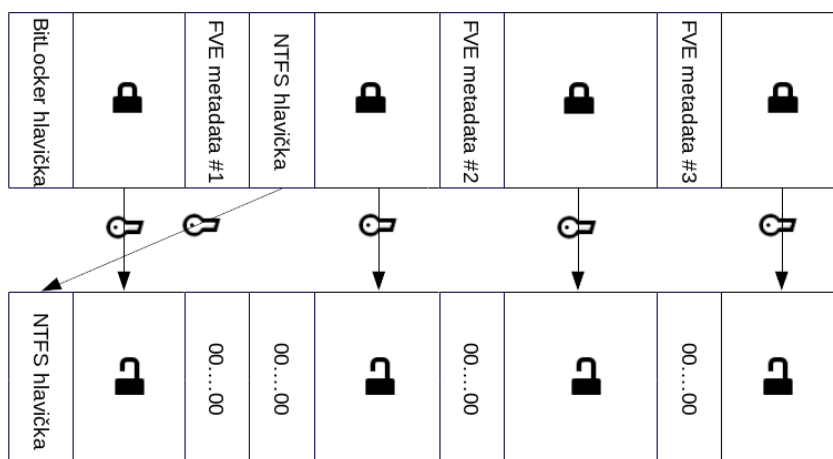 BitLocker hlavička
FVE metadata #1
NTFS hlavička
FVE metadata #2
FVE metadata #3
NTFS hlavička
00....00
00....00
00....00
00....00